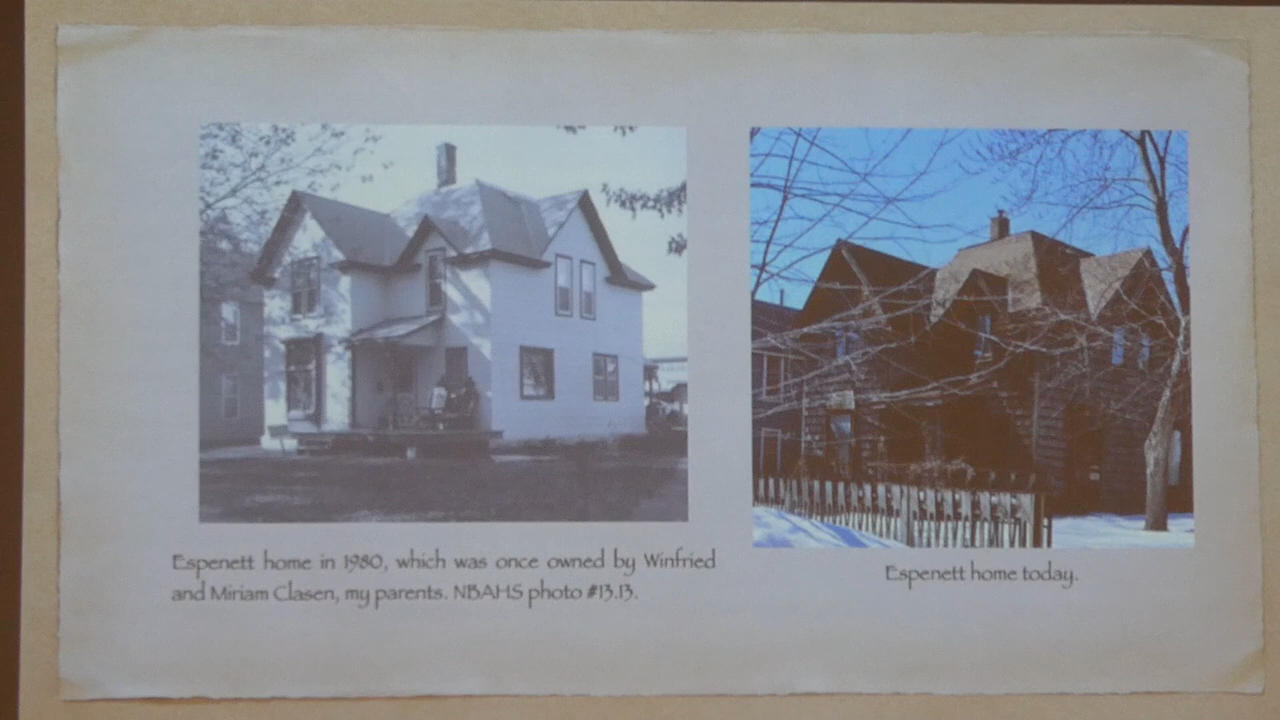 Espenett home in 1980, which was once owned by Winfried
and Miriam Clasen, my parents. NBAHS photo #13.13.
Espenett home today.